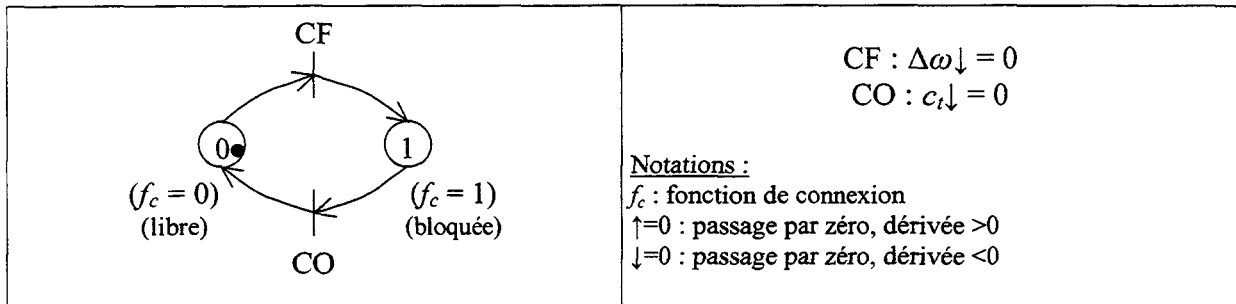 CF
0
1
(f_c = 0)
(f_c = 1)
(libre)
(bloquée)
CO
CF : Δω↓ = 0
CO : c_t↓ = 0
Notations :
f_c : fonction de connexion
↑=0 : passage par zéro, dérivée >0
↓=0 : passage par zéro, dérivée <0